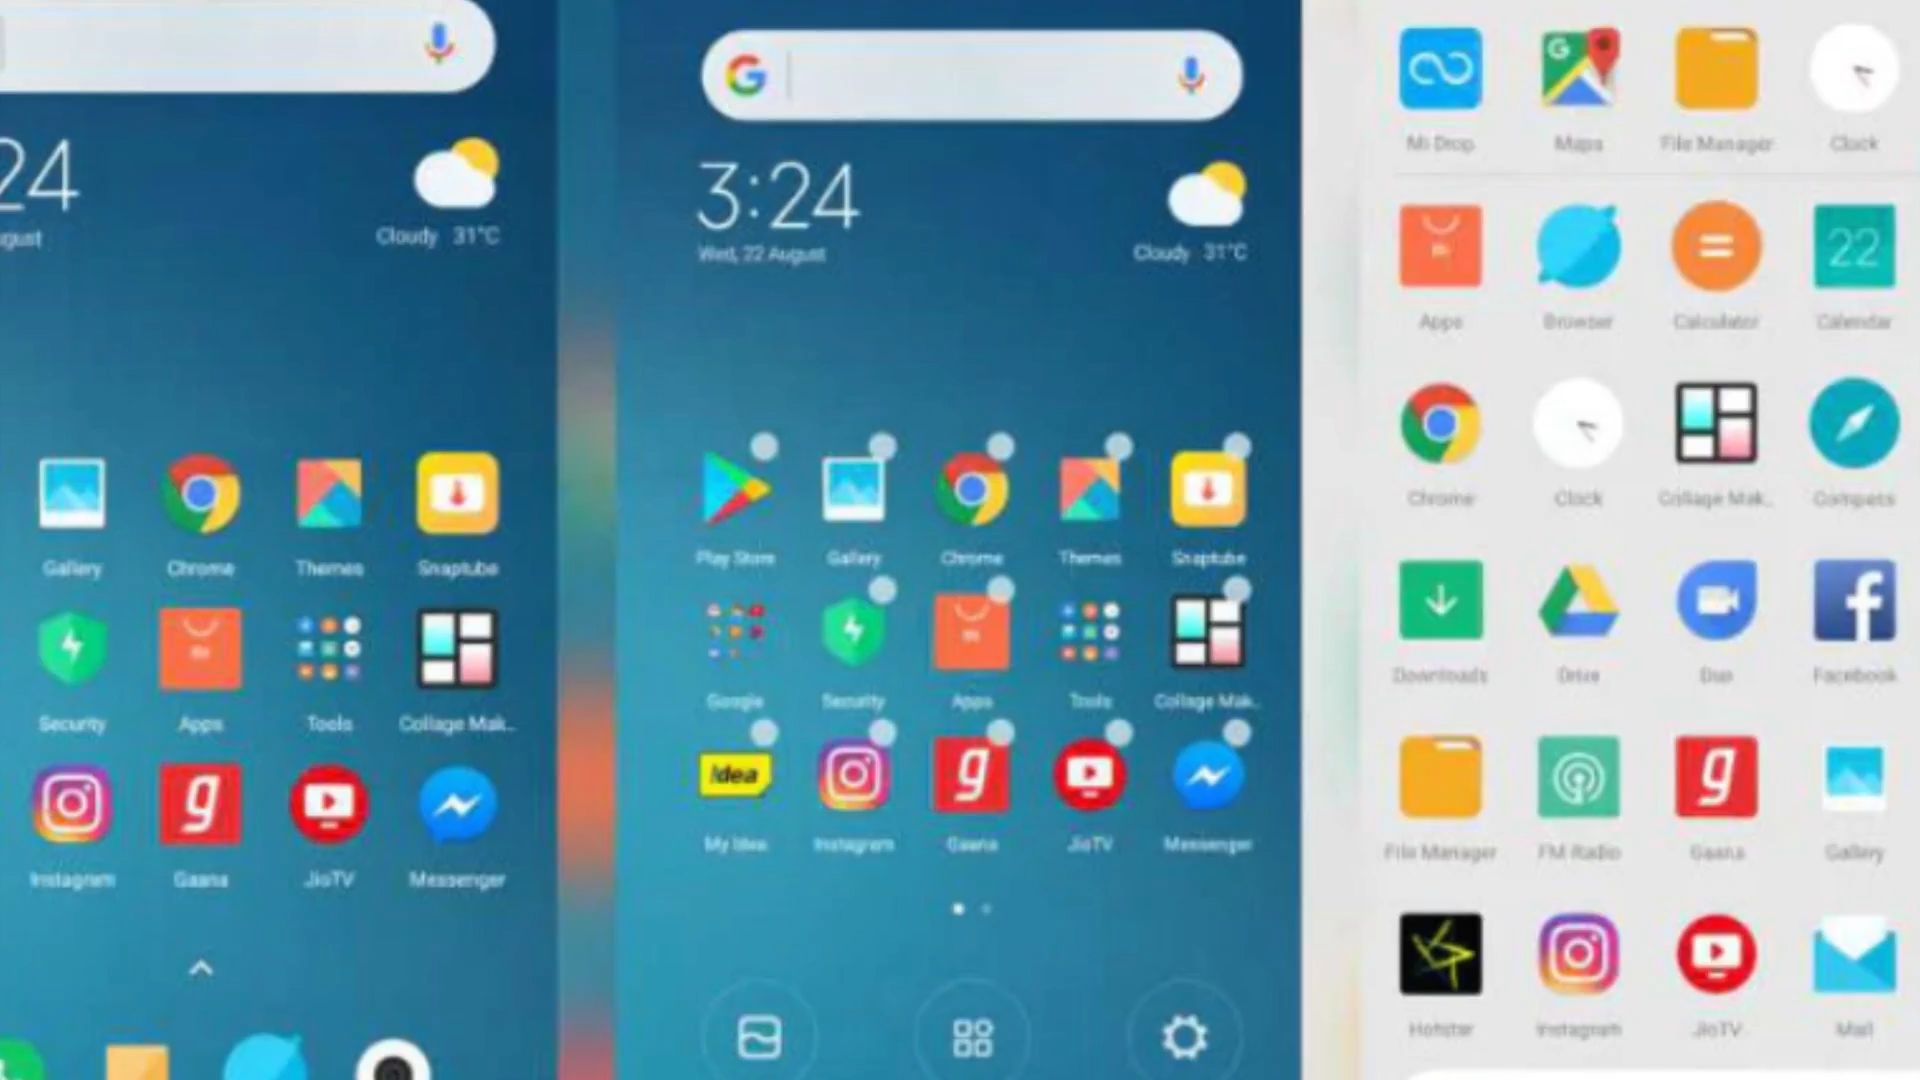 24
gust
Cloudy 31°C
Gallery Chrome Themes Snaptube
Security Apps Tools Collage Mak..
Instagram Gaana JioTV Messenger
3:24
Wed, 22 August
Cloudy 31°C
Play Store Gallery Chrome Themes Snaptube
Google Security Apps Tools Collage Mak..
Idea
My Idea Instagram Gaana JioTV Messenger
Mi Drop Maps File Manager Clock
22
Apps Browser Calculator Calendar
Chrome Clock Collage Mak.. Compass
Downloads Drive Duo Facebook
File Manager FM Radio Gaana Gallery
Hotstar Instagram JioTV Mail